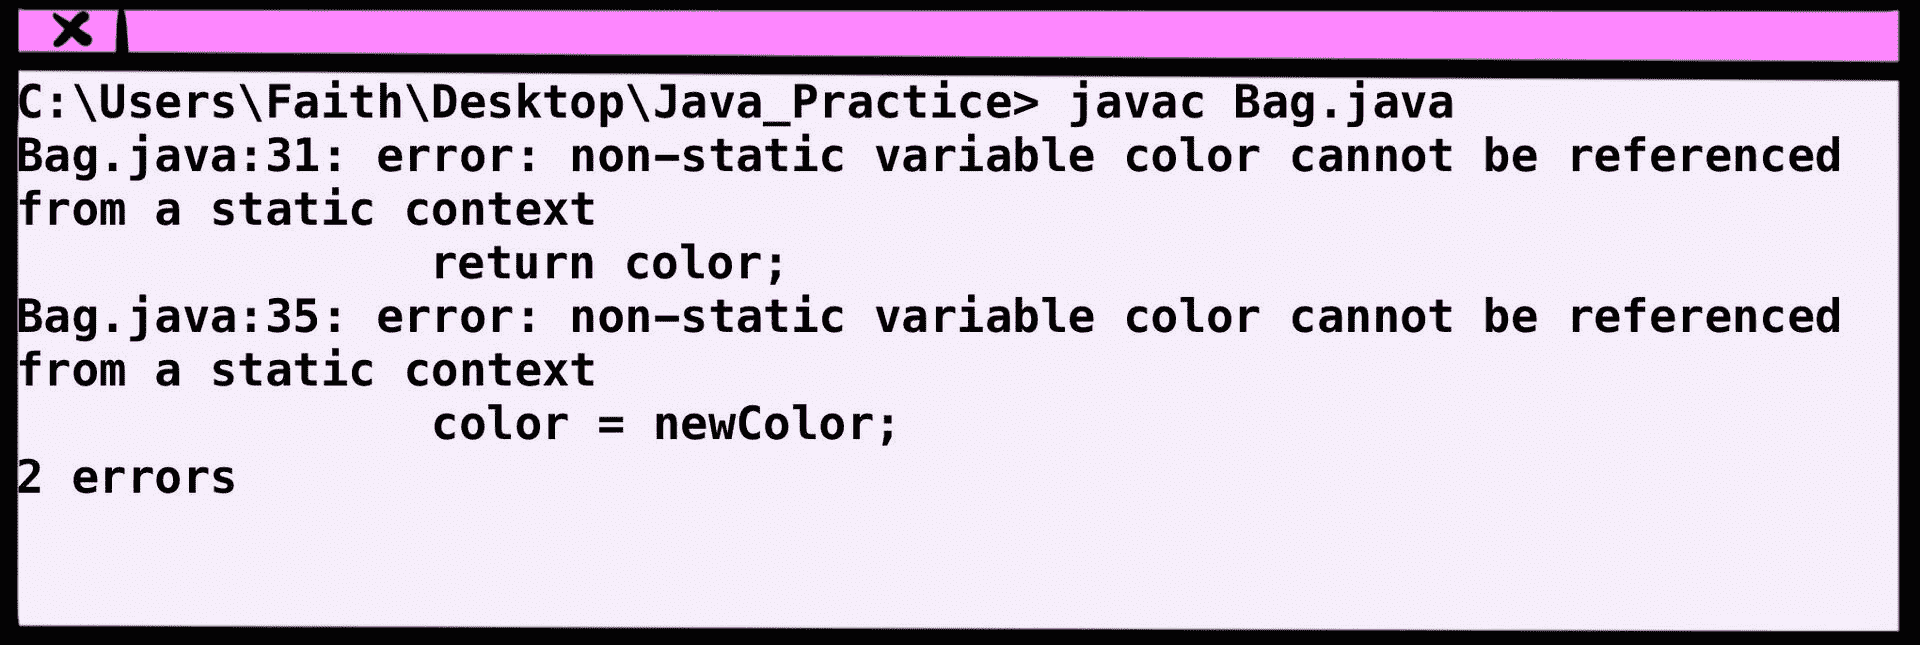 C:\Users\Faith\Desktop\Java_Practice> javac Bag.java
Bag.java:31: error: non-static variable color cannot be referenced
from a static context
return color;
Bag.java:35: error: non-static variable color cannot be referenced
from a static context
color = newColor;
2 errors